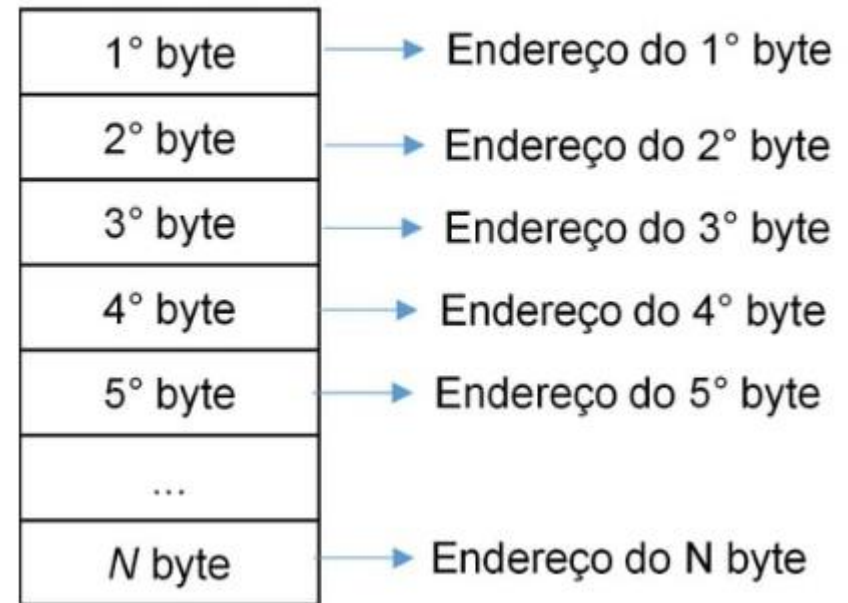 1° byte Endereço do 1° byte
2° byte Endereço do 2° byte
3° byte Endereço do 3° byte
4° byte Endereço do 4° byte
5° byte Endereço do 5° byte
...
N byte Endereço do N byte